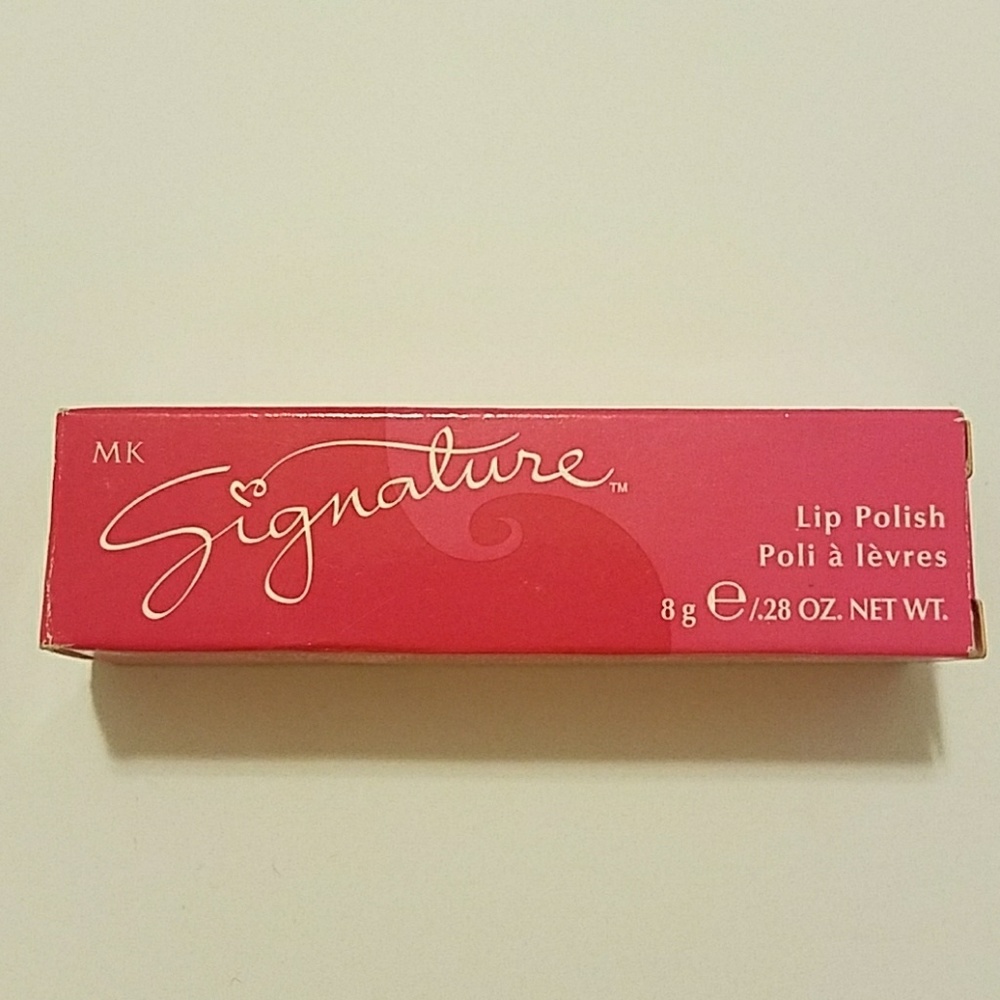 MK
Signature™
Lip Polish
Poli à lèvres
8 g ℮/.28 OZ. NET WT.